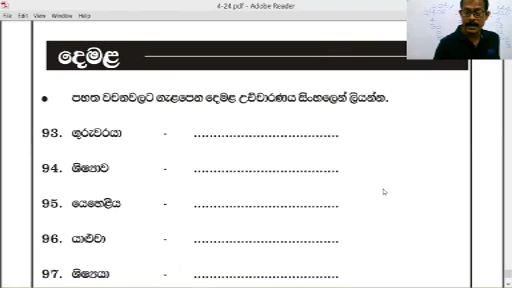 4-24.pdf - Adobe Reader
File Edit View Window Help
දෙමළ
● පහත වචනවලට ගැළපෙන දෙමළ උච්චාරණය සිංහලෙන් ලියන්න.
93. ගුරුවරයා - ........................................
94. ශිෂ්‍යාව - ........................................
95. යෙහෙළිය - ........................................
96. යාළුවා - ........................................
97. ශිෂ්‍යයා - ........................................